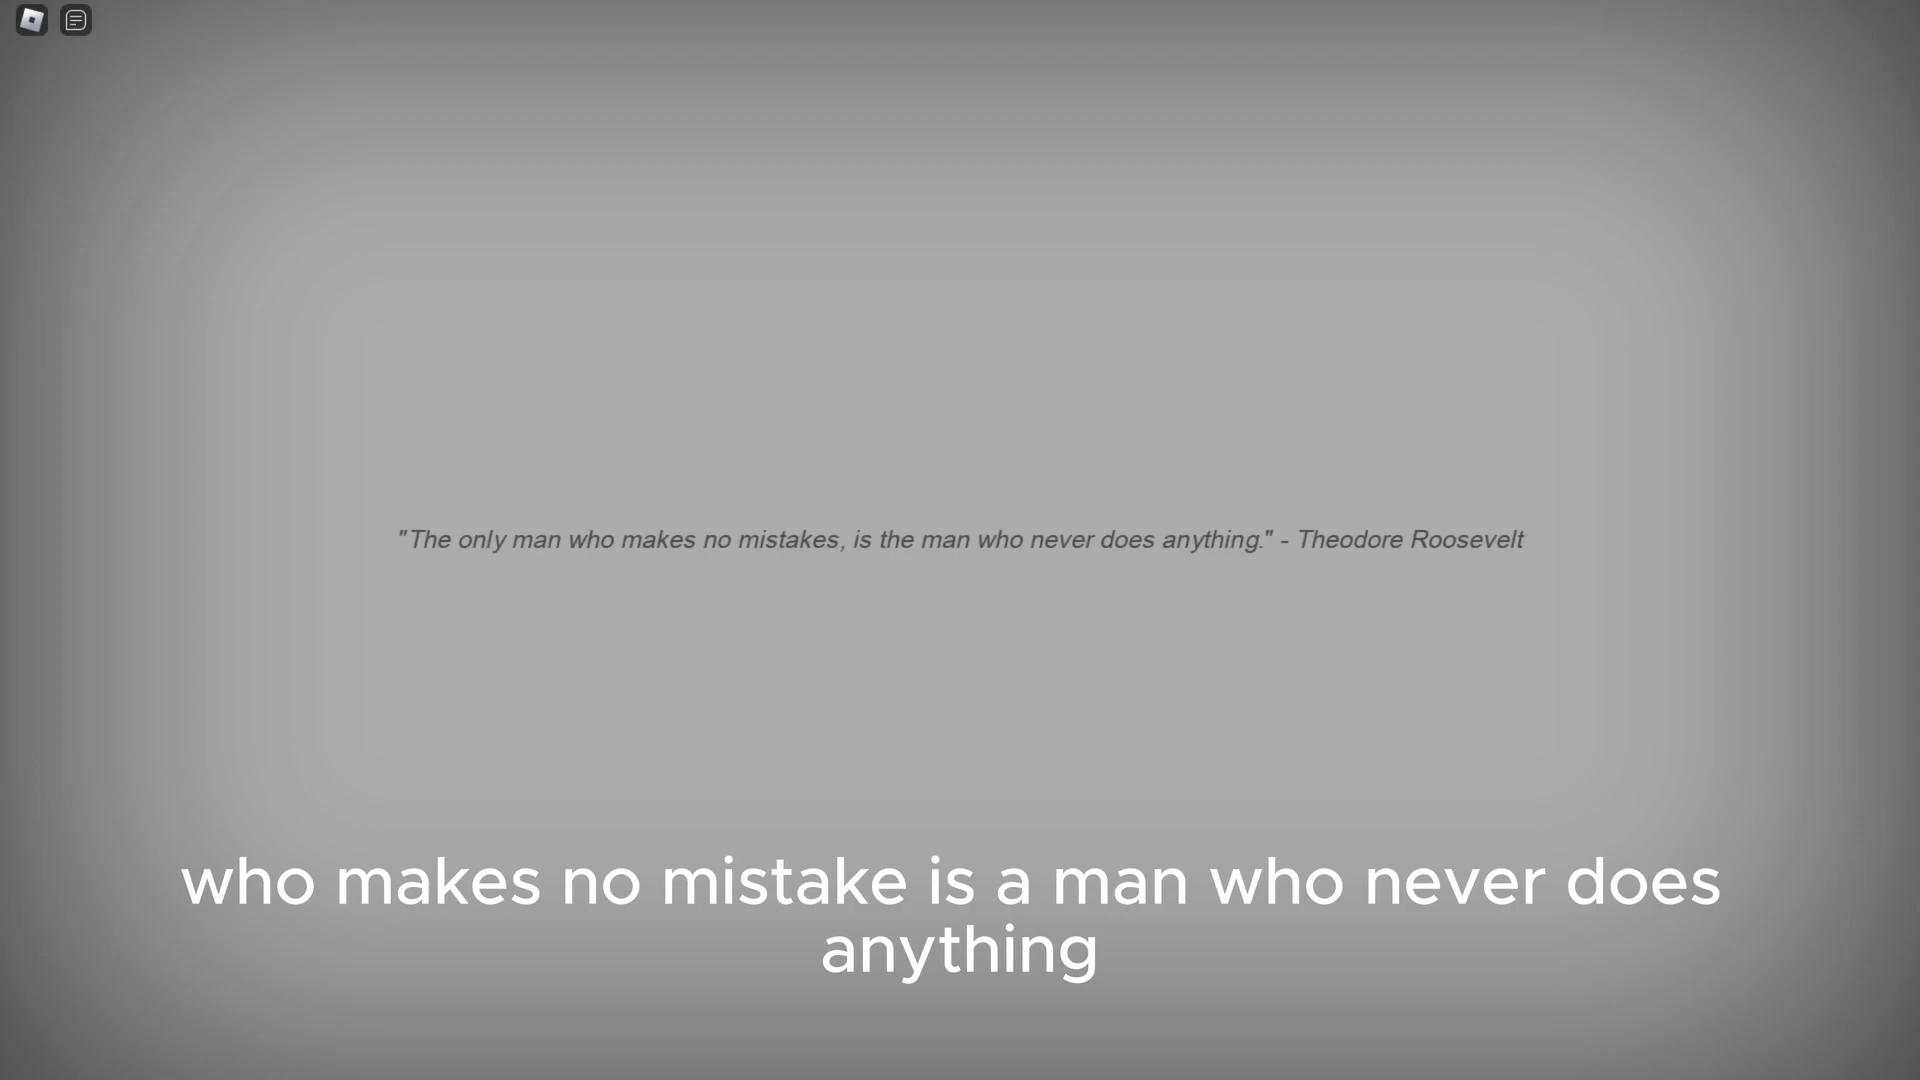 "The only man who makes no mistakes, is the man who never does anything." - Theodore Roosevelt
who makes no mistake is a man who never does
anything